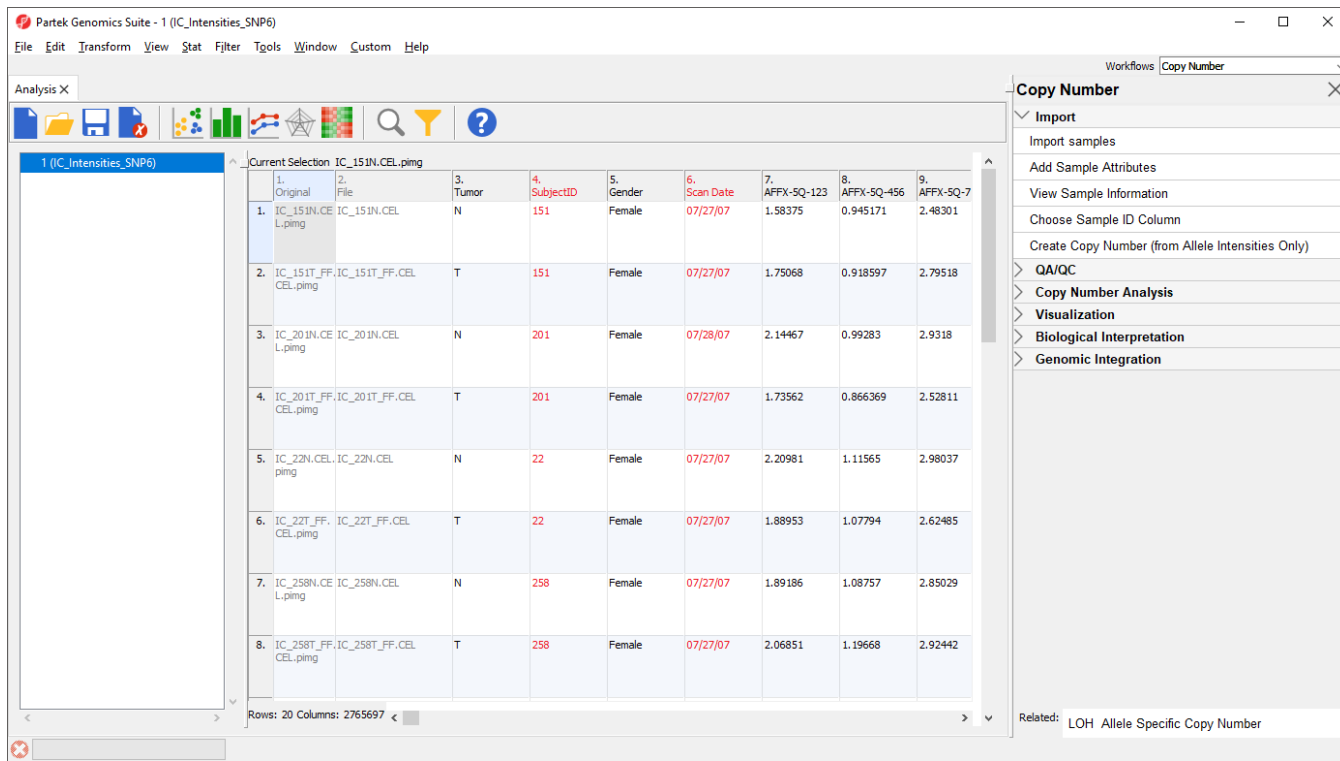 Partek Genomics Suite - 1 (IC_Intensities_SNP6)
File Edit Transform View Stat Filter Tools Window Custom Help
Workflows Copy Number
Analysis X
1 (IC_Intensities_SNP6)
Current Selection IC_151N.CEL.pimg
1. 2. 3. 4. 5. 6. 7. 8. 9.
Original File Tumor SubjectID Gender Scan Date AFFX-5Q-123 AFFX-5Q-456 AFFX-5Q-7
1. IC_151N.CE IC_151N.CEL N 151 Female 07/27/07 1.58375 0.945171 2.48301
L.pimg
2. IC_151T_FF. IC_151T_FF.CEL T 151 Female 07/27/07 1.75068 0.918597 2.79518
CEL.pimg
3. IC_201N.CE IC_201N.CEL N 201 Female 07/28/07 2.14467 0.99283 2.9318
L.pimg
4. IC_201T_FF. IC_201T_FF.CEL T 201 Female 07/27/07 1.73562 0.866369 2.52811
CEL.pimg
5. IC_22N.CEL. IC_22N.CEL N 22 Female 07/27/07 2.20981 1.11565 2.98037
pimg
6. IC_22T_FF. IC_22T_FF.CEL T 22 Female 07/27/07 1.88953 1.07794 2.62485
CEL.pimg
7. IC_258N.CE IC_258N.CEL N 258 Female 07/27/07 1.89186 1.08757 2.85029
L.pimg
8. IC_258T_FF. IC_258T_FF.CEL T 258 Female 07/27/07 2.06851 1.19668 2.92442
CEL.pimg
Rows: 20 Columns: 2765697
Copy Number
Import
Import samples
Add Sample Attributes
View Sample Information
Choose Sample ID Column
Create Copy Number (from Allele Intensities Only)
QA/QC
Copy Number Analysis
Visualization
Biological Interpretation
Genomic Integration
Related: LOH Allele Specific Copy Number